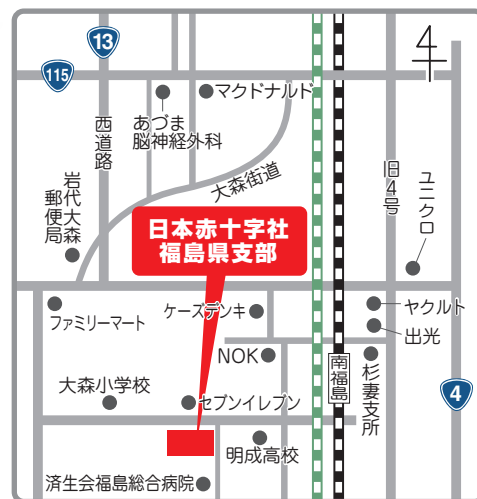 13
115
マクドナルド
あづま
脳神経外科
西道路
大森街道
旧4号
ユニクロ
岩代大森
郵便局
日本赤十字社
福島県支部
ファミリーマート
ケーズデンキ
ヤクルト
出光
NOK
南福島
杉妻支所
4
大森小学校
セブンイレブン
明成高校
済生会福島総合病院